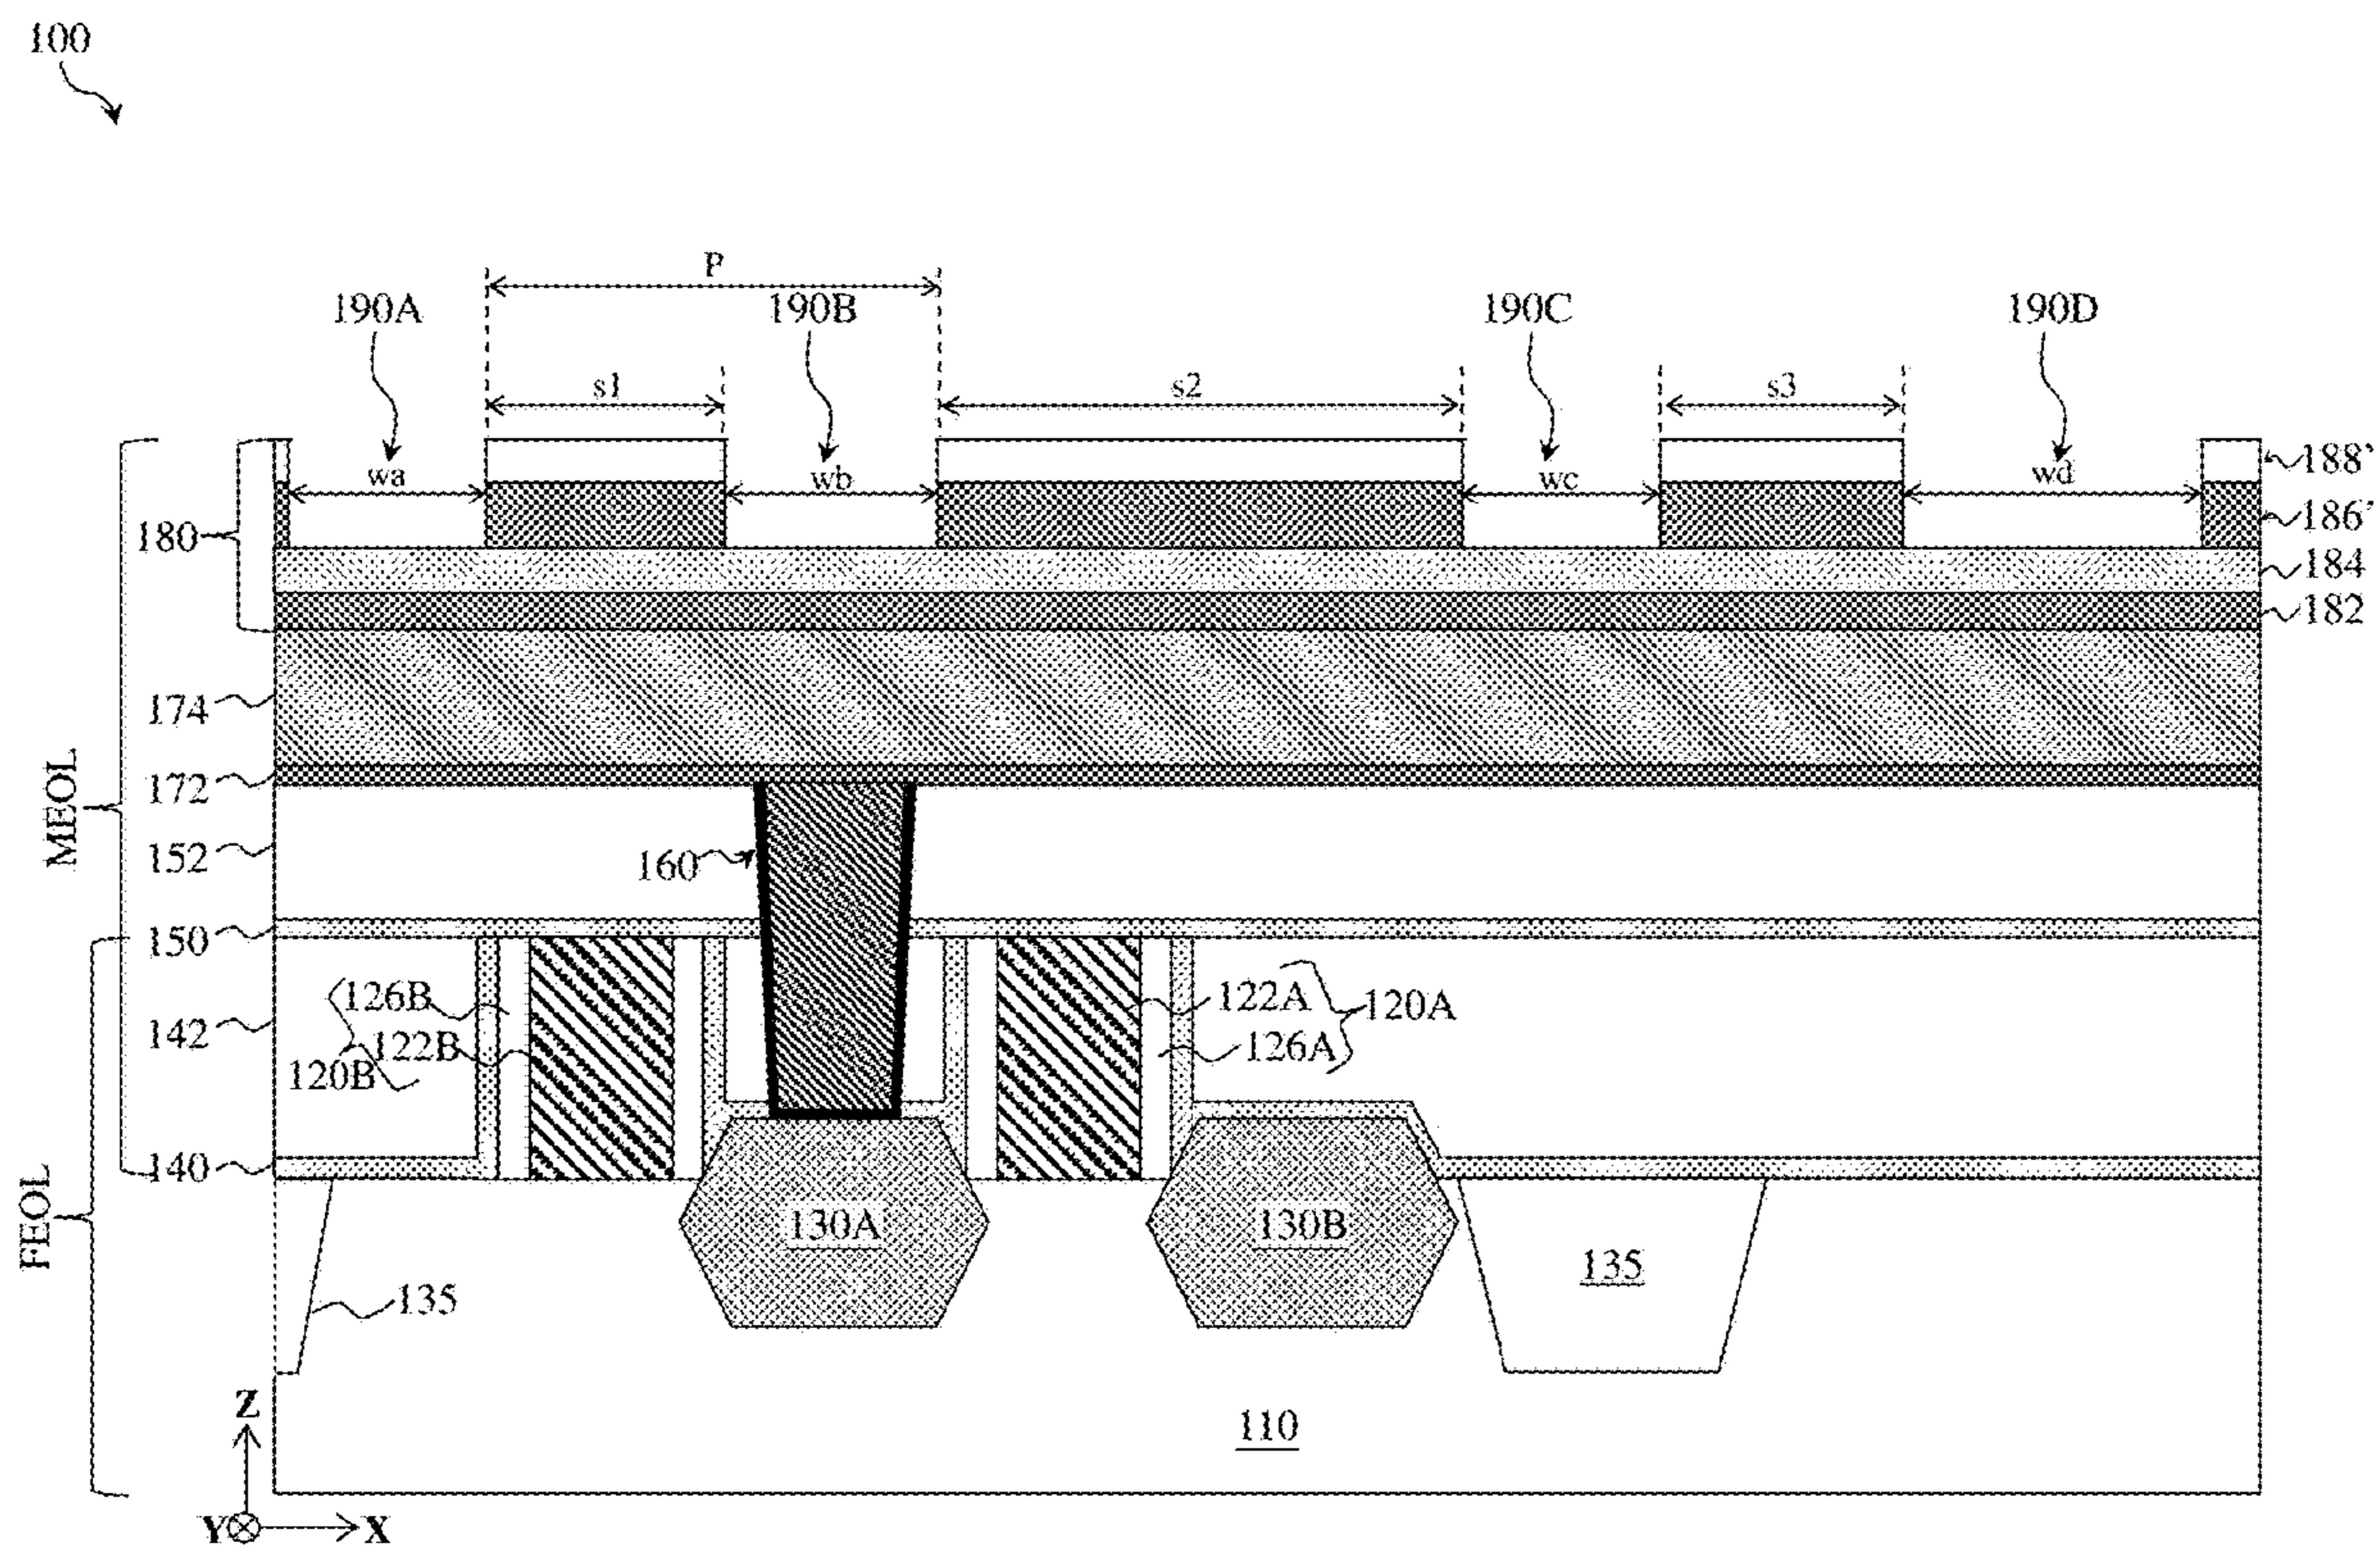 100
P
190A
190B
190C
190D
s1
s2
s3
wa
wb
wc
wd
188'
186'
180
184
182
174
172
MEOL
152
160
150
126B
122A
120A
142
122B
126A
120B
140
FEOL
130A
130B
135
135
110
Z
Y
X